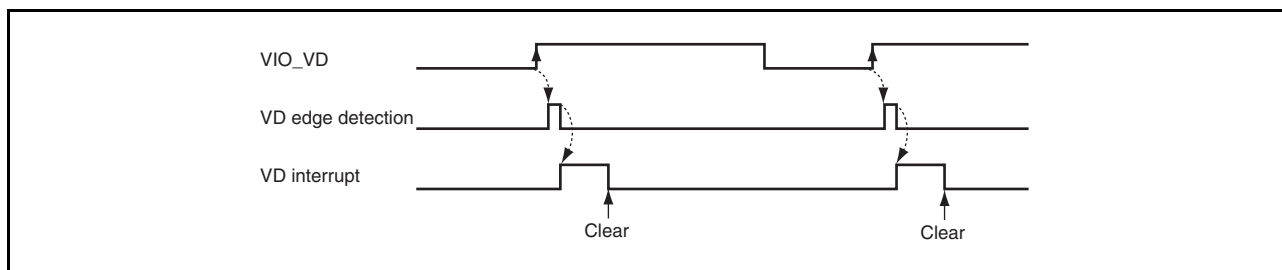 VIO_VD
VD edge detection
VD interrupt
Clear
Clear